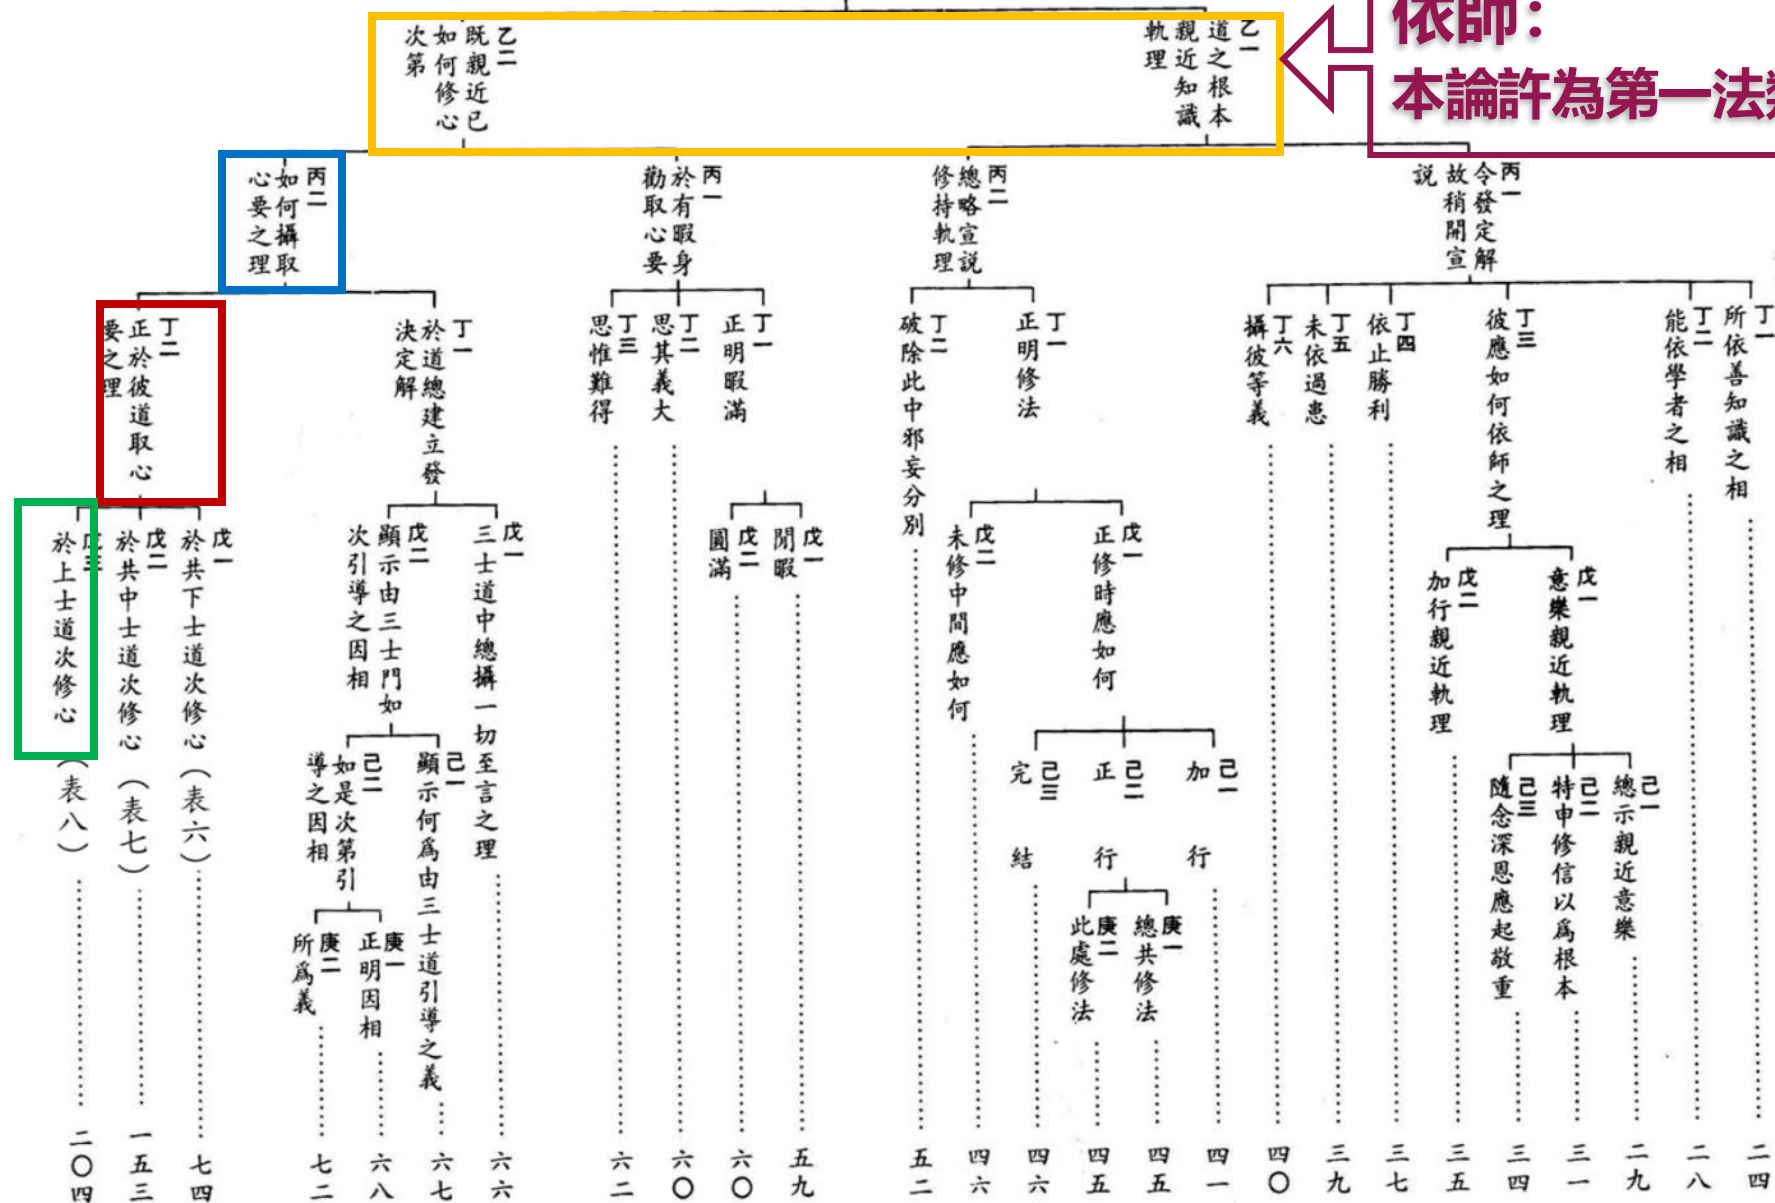 依師：
本論許為第一法
乙一
道之根本
親近知識
軌理
乙二
既親近已
如何修心
次第
丙一
令發定解
故稍開宣
説
丙二
總略宣説
修持軌理
丙一
於有暇身
勸取心要
丙二
如何攝取
心要之理
丁一
所依善知識之相
丁二
能依學者之相
丁三
彼應如何依師之理
丁四
依止勝利
丁五
未依過患
丁六
攝彼等義
丁一
正明修法
丁二
破除此中邪妄分別
丁一
正明暇滿
丁二
思其義大
丁三
思惟難得
丁一
於道總建立發
決定解
丁二
正於彼道取心
要之理
戊一
意樂親近軌理
戊二
加行親近軌理
戊一
正修時應如何
戊二
未修中間應如何
戊一
閒暇
戊二
圓滿
戊一
三士道中總攝一切至言之理
戊二
顯示由三士門如
次引導之因相
戊一
於共下士道次修心（表六）
戊二
於共中士道次修心（表七）
戊三
於上士道次修心（表八）
己一
總示親近意樂
己二
特申修信以爲根本
己三
隨念深恩應起敬重
己一
加行
己二
正行
己三
完結
己一
顯示何爲由三士道引導之義
己二
如是次第引
導之因相
庚一
總共修法
庚二
此處修法
庚一
正明因相
庚二
所爲義
二四
二八
二九
三一
三四
三五
三七
三九
四〇
四一
四五
四五
四六
四六
五二
五九
六〇
六〇
六二
六六
六七
六八
七二
七四
一五三
二〇四